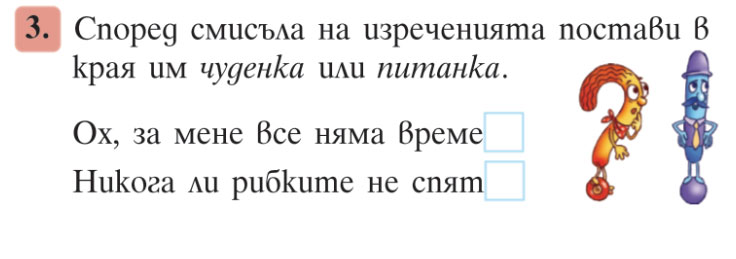 3. Според смисъла на изреченията постави в
края им чуденка или питанка.
Ох, за мене все няма време
Никога ли рибките не спят